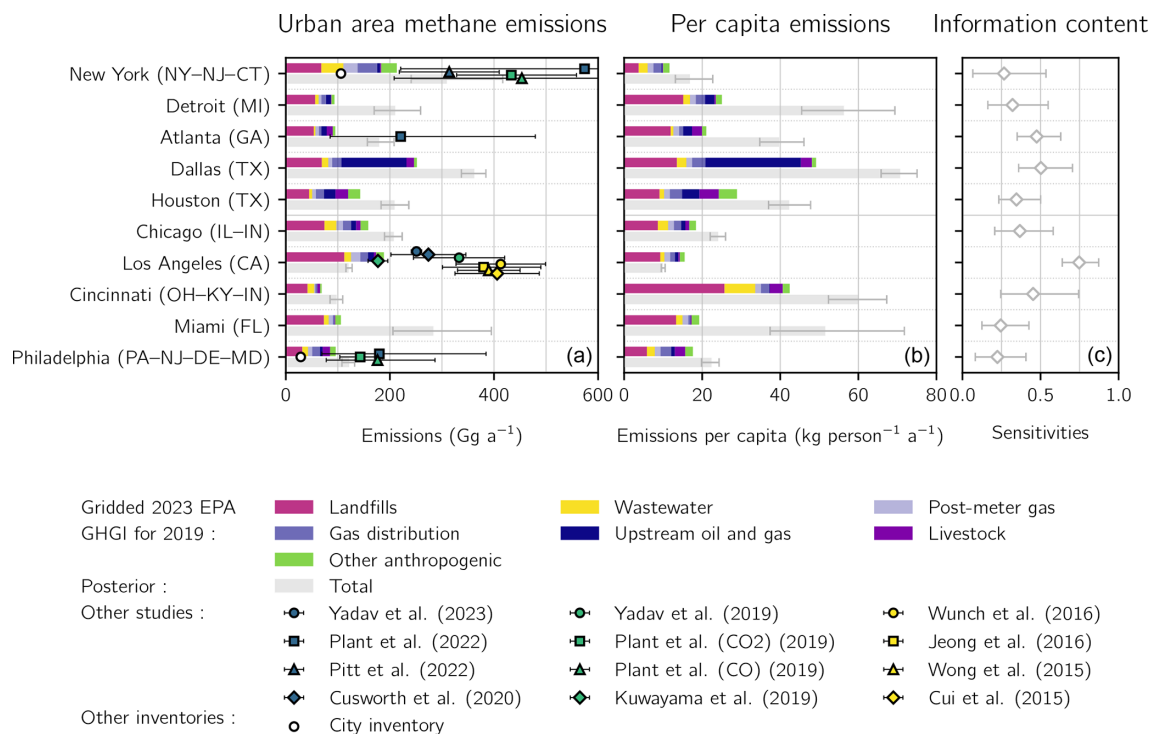 Urban area methane emissions
Per capita emissions
Information content
New York (NY–NJ–CT)
Detroit (MI)
Atlanta (GA)
Dallas (TX)
Houston (TX)
Chicago (IL–IN)
Los Angeles (CA)
Cincinnati (OH–KY–IN)
Miami (FL)
Philadelphia (PA–NJ–DE–MD)
(a)
(b)
(c)
0 200 400 600
0 20 40 60 80
0.0 0.5 1.0
Emissions (Gg a⁻¹)
Emissions per capita (kg person⁻¹ a⁻¹)
Sensitivities
Gridded 2023 EPA Landfills Wastewater Post-meter gas
GHGI for 2019 : Gas distribution Upstream oil and gas Livestock
Other anthropogenic
Posterior : Total
Other studies : Yadav et al. (2023) Yadav et al. (2019) Wunch et al. (2016)
Plant et al. (2022) Plant et al. (CO2) (2019) Jeong et al. (2016)
Pitt et al. (2022) Plant et al. (CO) (2019) Wong et al. (2015)
Cusworth et al. (2020) Kuwayama et al. (2019) Cui et al. (2015)
Other inventories : City inventory